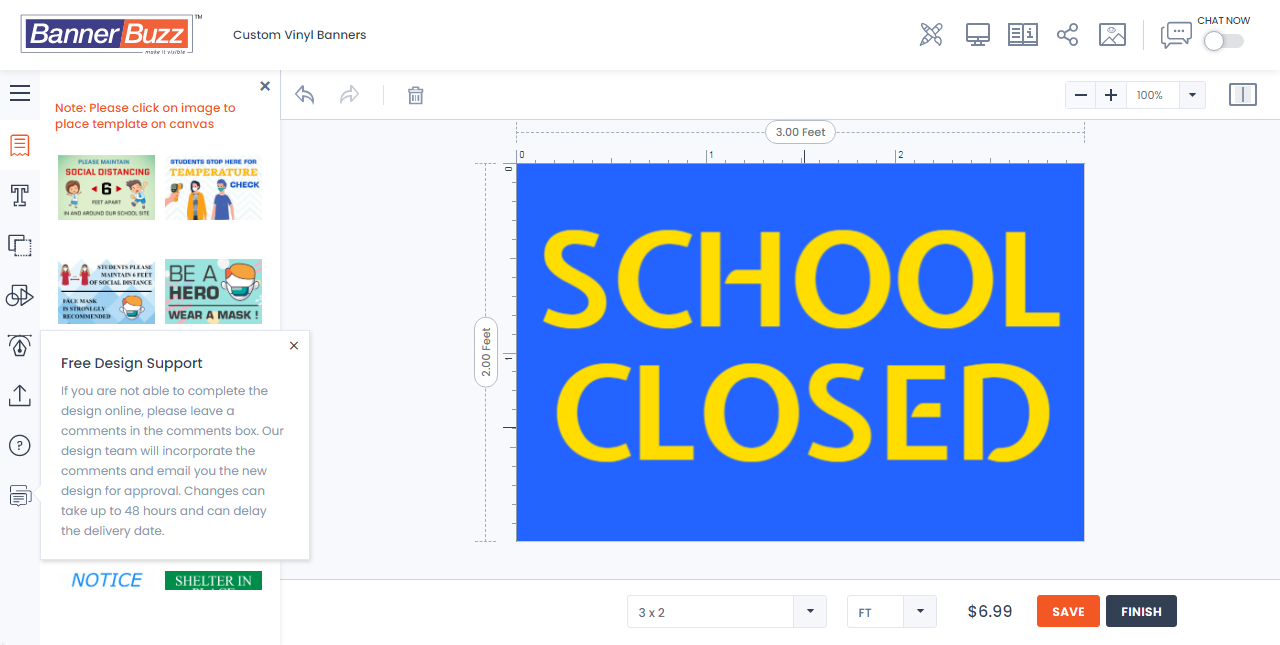 BannerBuzz™
make it visible
Custom Vinyl Banners
CHAT NOW
Note: Please click on image to
place template on canvas
PLEASE MAINTAIN
SOCIAL DISTANCING
6
FEET APART
IN AND AROUND OUR SCHOOL SITE
STUDENTS STOP HERE FOR
TEMPERATURE
CHECK
STUDENTS PLEASE
MAINTAIN 6 FEET
OF SOCIAL DISTANCE
FACE MASK
IS STRONLGY
RECOMMENDED
BE A
HERO
WEAR A MASK !
Free Design Support
If you are not able to complete the
design online, please leave a
comments in the comments box. Our
design team will incorporate the
comments and email you the new
design for approval. Changes can
take up to 48 hours and can delay
the delivery date.
NOTICE
SHELTER IN
PLACE
100%
3.00 Feet
0 1 2
0
2.00 Feet
1
SCHOOL
CLOSED
3 x 2
FT
$6.99
SAVE
FINISH